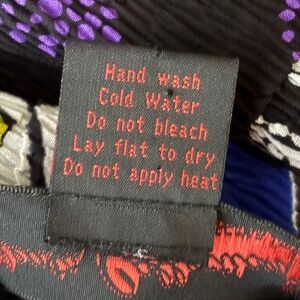 Hand wash
Cold Water
Do not bleach
Lay flat to dry
Do not apply heat